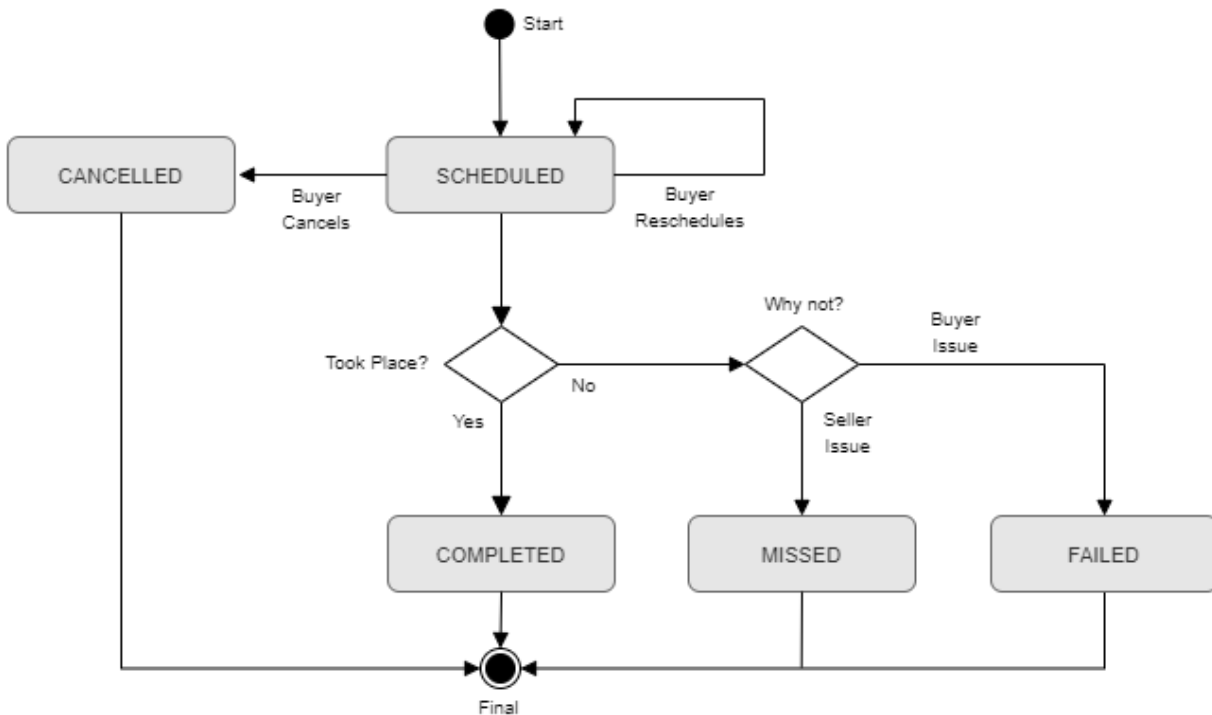 Start
CANCELLED
SCHEDULED
Buyer
Cancels
Buyer
Reschedules
Why not?
Buyer
Issue
Took Place?
No
Yes
Seller
Issue
COMPLETED
MISSED
FAILED
Final